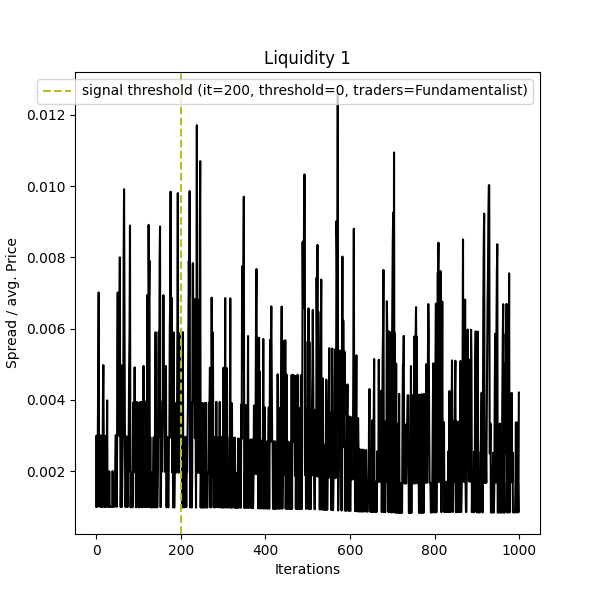 Liquidity 1
signal threshold (it=200, threshold=0, traders=Fundamentalist)
0.012
0.010
0.008
0.006
0.004
0.002
Spread / avg. Price
0 200 400 600 800 1000
Iterations